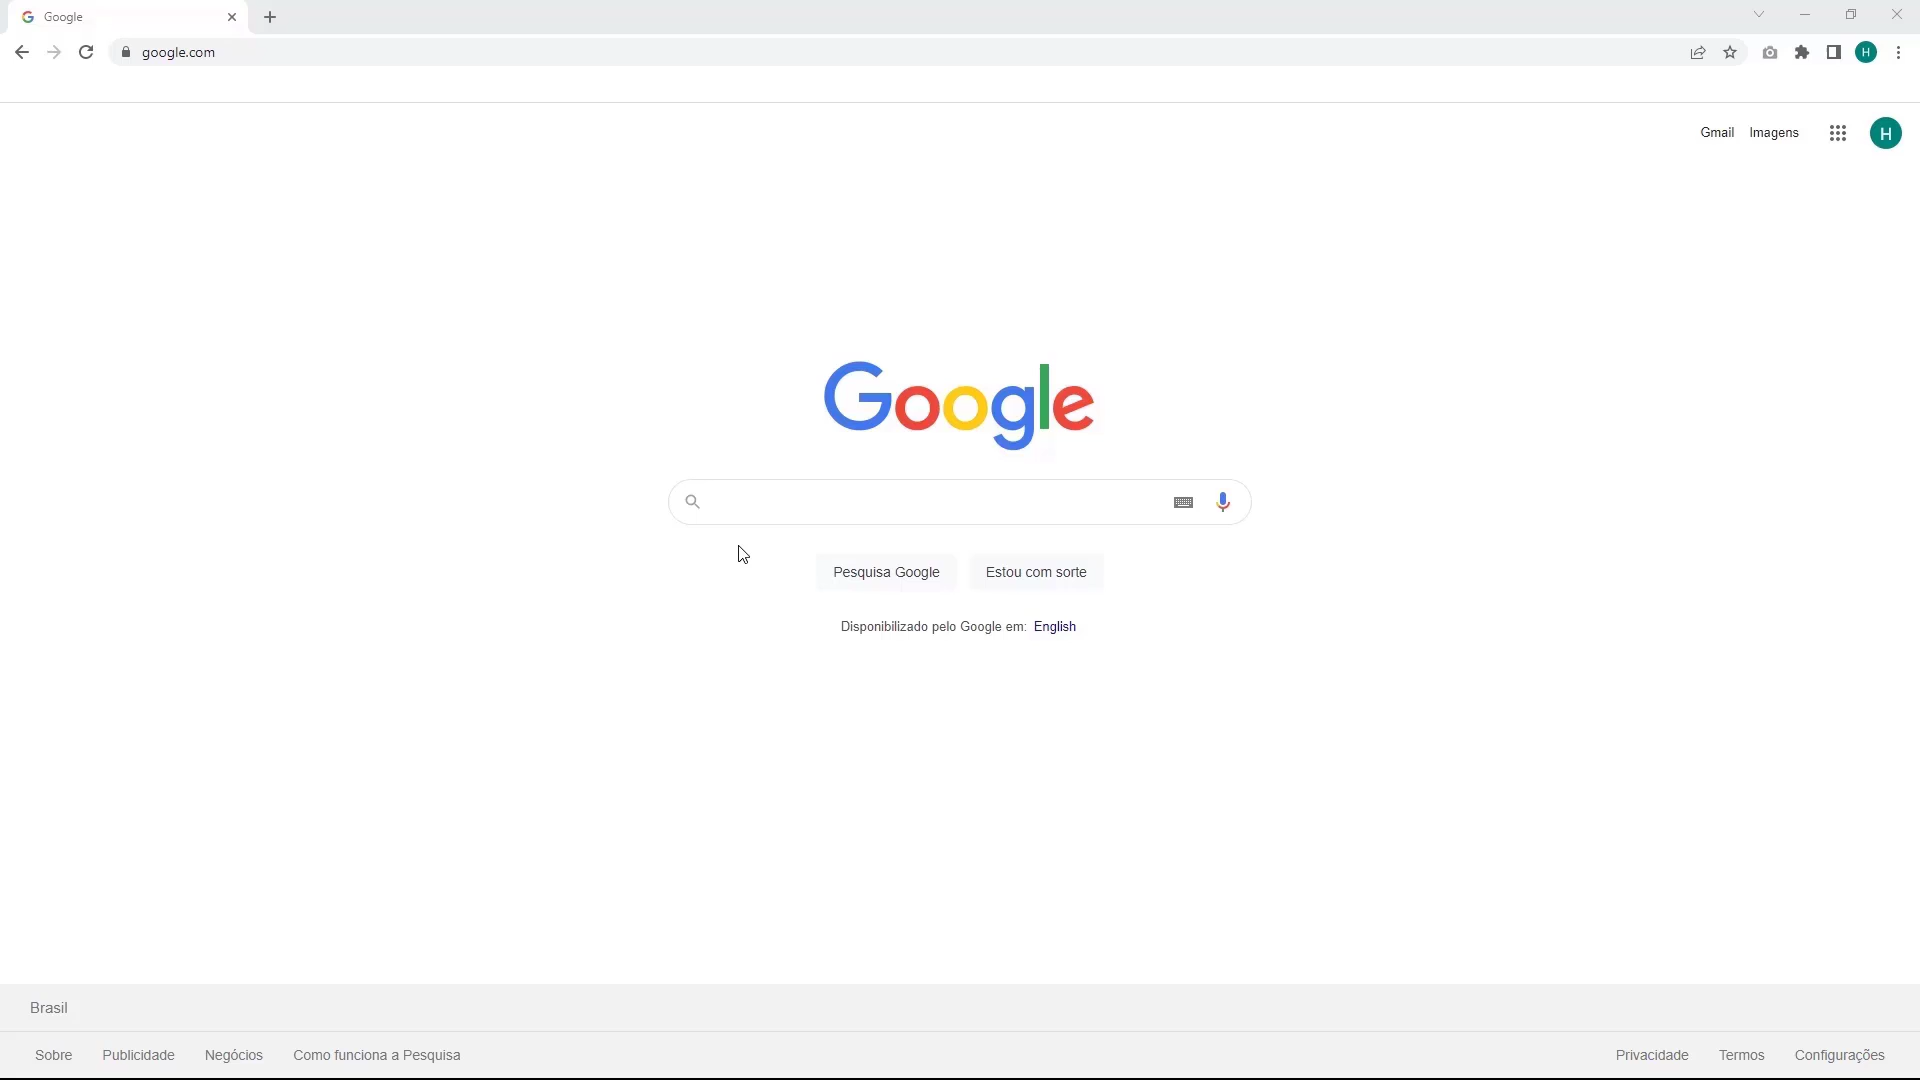 Google
google.com
H
Gmail Imagens
H
Google
Pesquisa Google Estou com sorte
Disponibilizado pelo Google em: English
Brasil
Sobre Publicidade Negócios Como funciona a Pesquisa Privacidade Termos Configurações